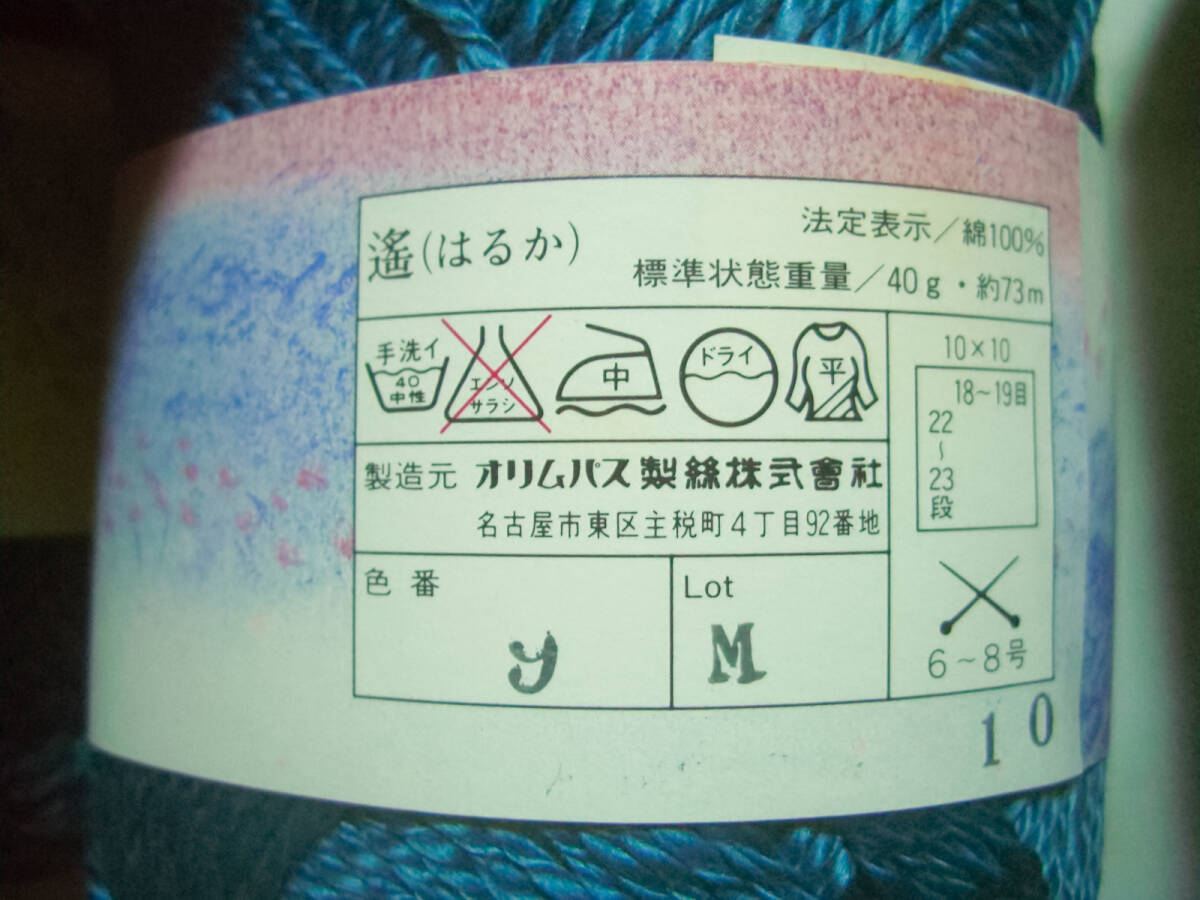 遙(はるか)
法定表示/綿100%
標準状態重量/40g・約73m
手洗イ
40
中性
エンソ
サラシ
中
ドライ
平
10×10
18～19目
22
～
23
段
製造元 オリムパス製絲株式會社
名古屋市東区主税町4丁目92番地
色番
y
Lot
M
6～8号
10